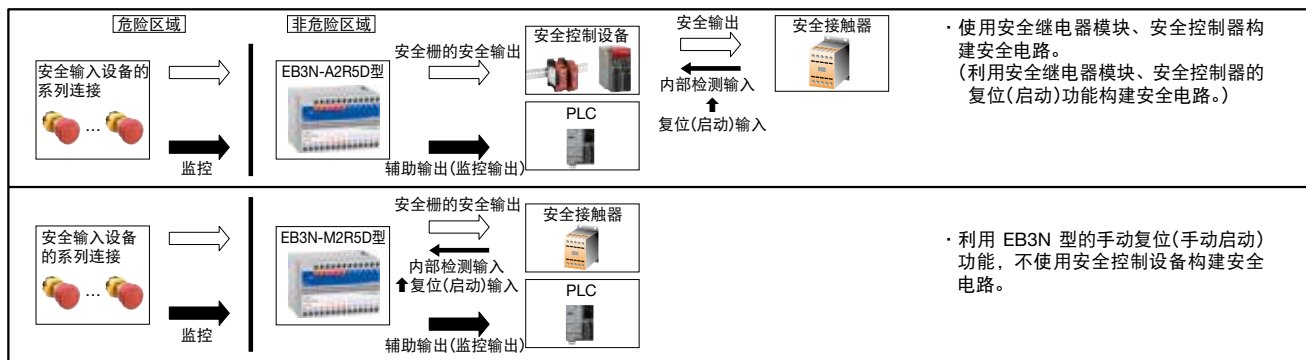 危险区域
非危险区域
安全输入设备的
系列连接
…
监控
EB3N-A2R5D型
安全栅的安全输出
辅助输出(监控输出)
安全控制设备
PLC
安全输出
内部检测输入
复位(启动)输入
安全接触器
·使用安全继电器模块、安全控制器构
建安全电路。
(利用安全继电器模块、安全控制器的
复位(启动)功能构建安全电路。)
安全输入设备
的系列连接
…
监控
EB3N-M2R5D型
安全栅的安全输出
内部检测输入
复位(启动)输入
辅助输出(监控输出)
安全接触器
PLC
·利用 EB3N 型的手动复位(手动启动)
功能，不使用安全控制设备构建安全
电路。